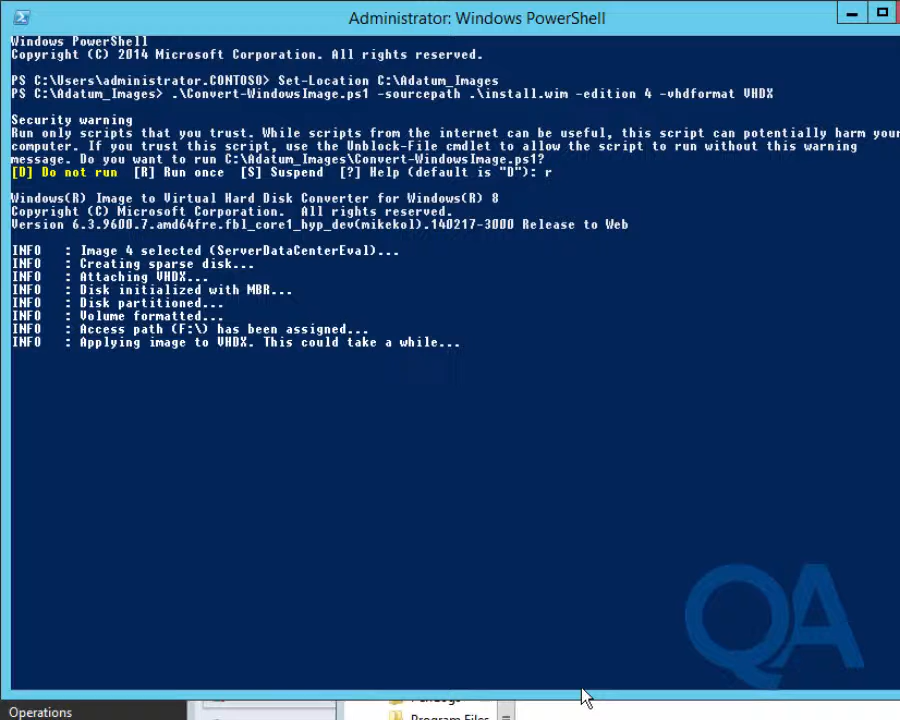 Administrator: Windows PowerShell
Windows PowerShell
Copyright (C) 2014 Microsoft Corporation. All rights reserved.
PS C:\Users\administrator.CONTOSO> Set-Location C:\Adatum_Images
PS C:\Adatum_Images> .\Convert-WindowsImage.ps1 -sourcepath .\install.wim -edition 4 -vhdformat VHDX
Security warning
Run only scripts that you trust. While scripts from the internet can be useful, this script can potentially harm your
computer. If you trust this script, use the Unblock-File cmdlet to allow the script to run without this warning
message. Do you want to run C:\Adatum_Images\Convert-WindowsImage.ps1?
[D] Do not run  [R] Run once  [S] Suspend  [?] Help (default is "D"): r
Windows(R) Image to Virtual Hard Disk Converter for Windows(R) 8
Copyright (C) Microsoft Corporation.  All rights reserved.
Version 6.3.9600.7.amd64fre.fbl_core1_hyp_dev(mikekol).140217-3000 Release to Web
INFO   : Image 4 selected (ServerDataCenterEval)...
INFO   : Creating sparse disk...
INFO   : Attaching VHDX...
INFO   : Disk initialized with MBR...
INFO   : Disk partitioned...
INFO   : Volume formatted...
INFO   : Access path (F:\) has been assigned...
INFO   : Applying image to VHDX. This could take a while...
QA
Operations
Program Files